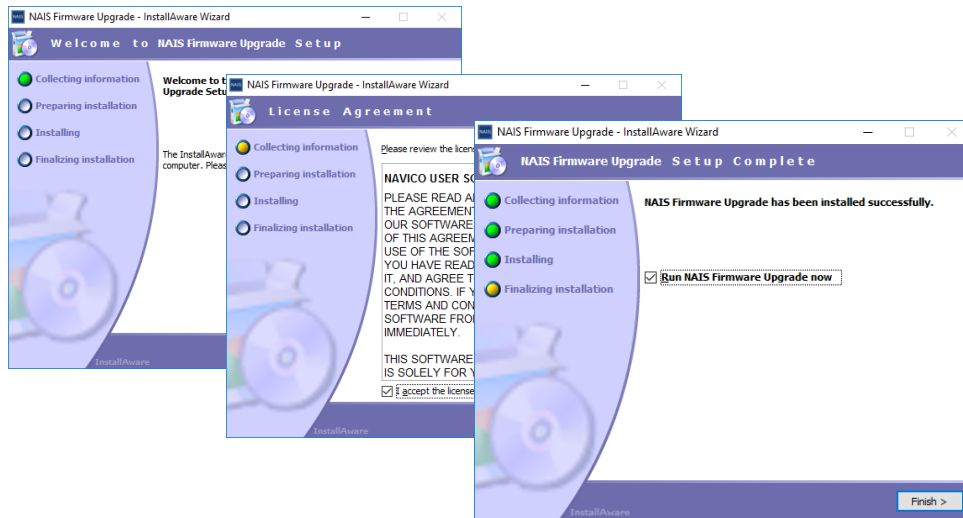 NAIS Firmware Upgrade - InstallAware Wizard
Welcome to NAIS Firmware Upgrade Setup
Collecting information
Preparing installation
Installing
Finalizing installation
Welcome to t
Upgrade Setu
The InstallAwar
computer. Pleas
InstallAware
NAIS Firmware Upgrade - InstallAware Wizard
License Agreement
Collecting information
Preparing installation
Installing
Finalizing installation
Please review the licen
NAVICO USER SO
PLEASE READ A
THE AGREEMENT
OUR SOFTWARE
OF THIS AGREEM
USE OF THE SOF
YOU HAVE READ
IT, AND AGREE T
CONDITIONS. IF Y
TERMS AND CON
SOFTWARE FRO
IMMEDIATELY.
THIS SOFTWARE
IS SOLELY FOR Y
I accept the license
InstallAware
NAIS Firmware Upgrade - InstallAware Wizard
NAIS Firmware Upgrade Setup Complete
Collecting information
Preparing installation
Installing
Finalizing installation
NAIS Firmware Upgrade has been installed successfully.
Run NAIS Firmware Upgrade now
InstallAware
Finish >